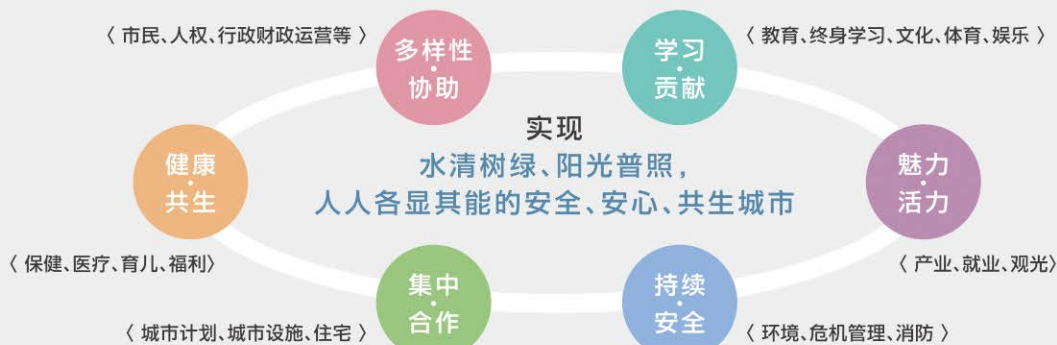 〈 市民、人权、行政财政运营等 〉
多样性
·
协助
学习
·
贡献
〈 教育、终身学习、文化、体育、娱乐 〉
实现
水清树绿、阳光普照，
人人各显其能的安全、安心、共生城市
健康
·
共生
魅力
·
活力
〈 保健、医疗、育儿、福利〉
〈 产业、就业、观光〉
集中
·
合作
持续
·
安全
〈 城市计划、城市设施、住宅 〉
〈 环境、危机管理、消防 〉